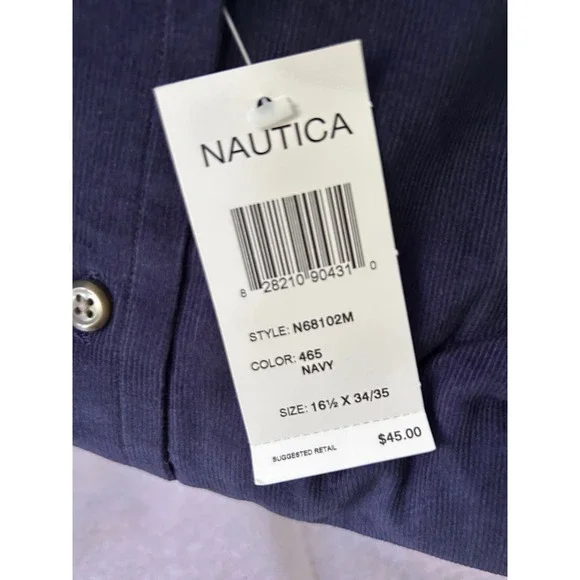 NAUTICA
8 28210 90431 0
STYLE: N68102M
COLOR: 465
NAVY
SIZE: 16½ X 34/35
SUGGESTED RETAIL $45.00